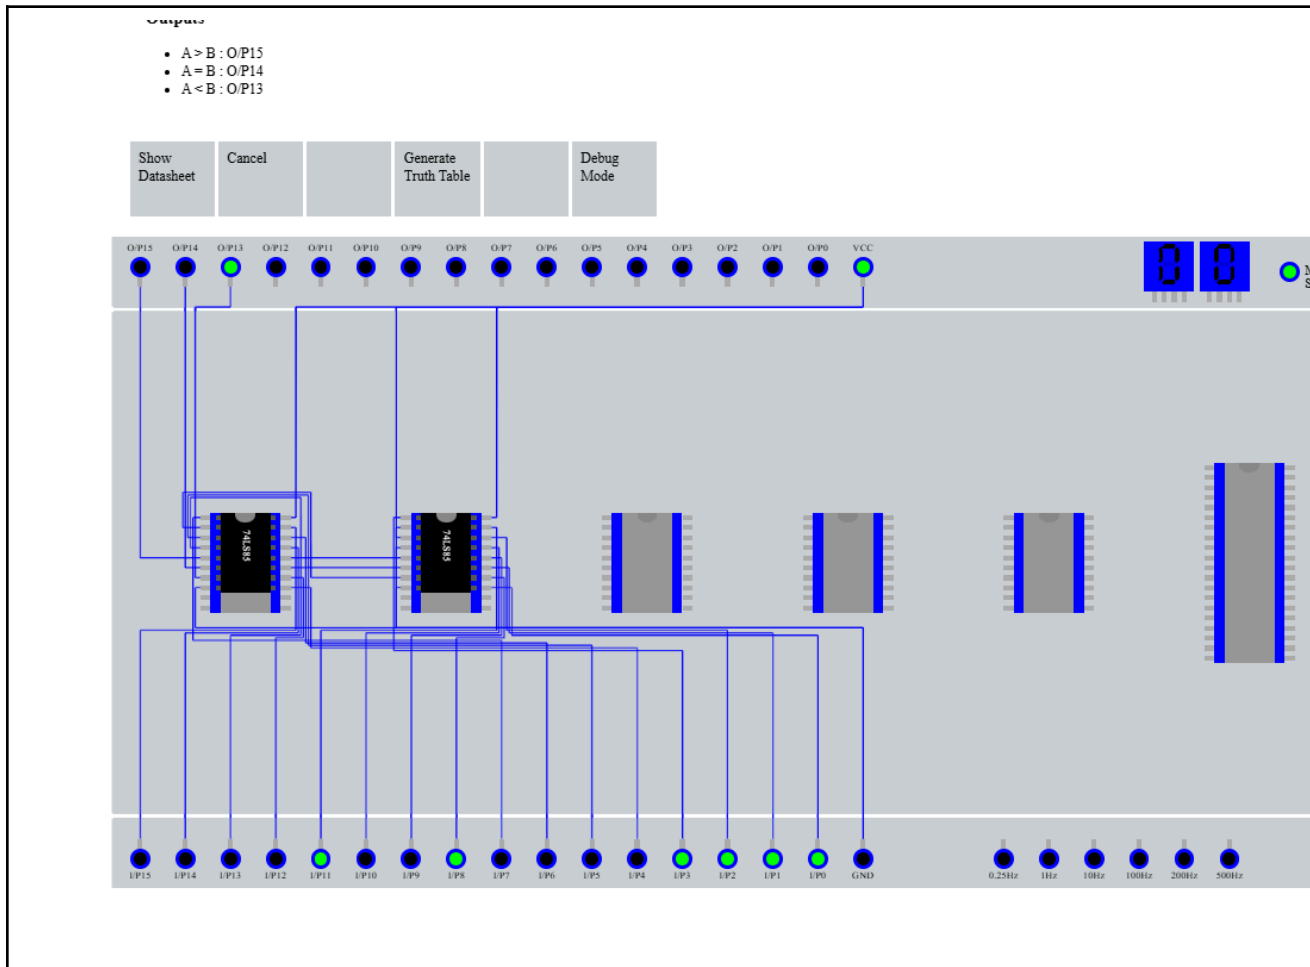 Outputs
A > B : O/P15
A = B : O/P14
A < B : O/P13
Show Datasheet
Cancel
Generate Truth Table
Debug Mode
O/P15 O/P14 O/P13 O/P12 O/P11 O/P10 O/P9 O/P8 O/P7 O/P6 O/P5 O/P4 O/P3 O/P2 O/P1 O/P0 VCC
00
74LS85
74LS85
I/P15 I/P14 I/P13 I/P12 I/P11 I/P10 I/P9 I/P8 I/P7 I/P6 I/P5 I/P4 I/P3 I/P2 I/P1 I/P0 GND 0.25Hz 1Hz 10Hz 100Hz 200Hz 500Hz